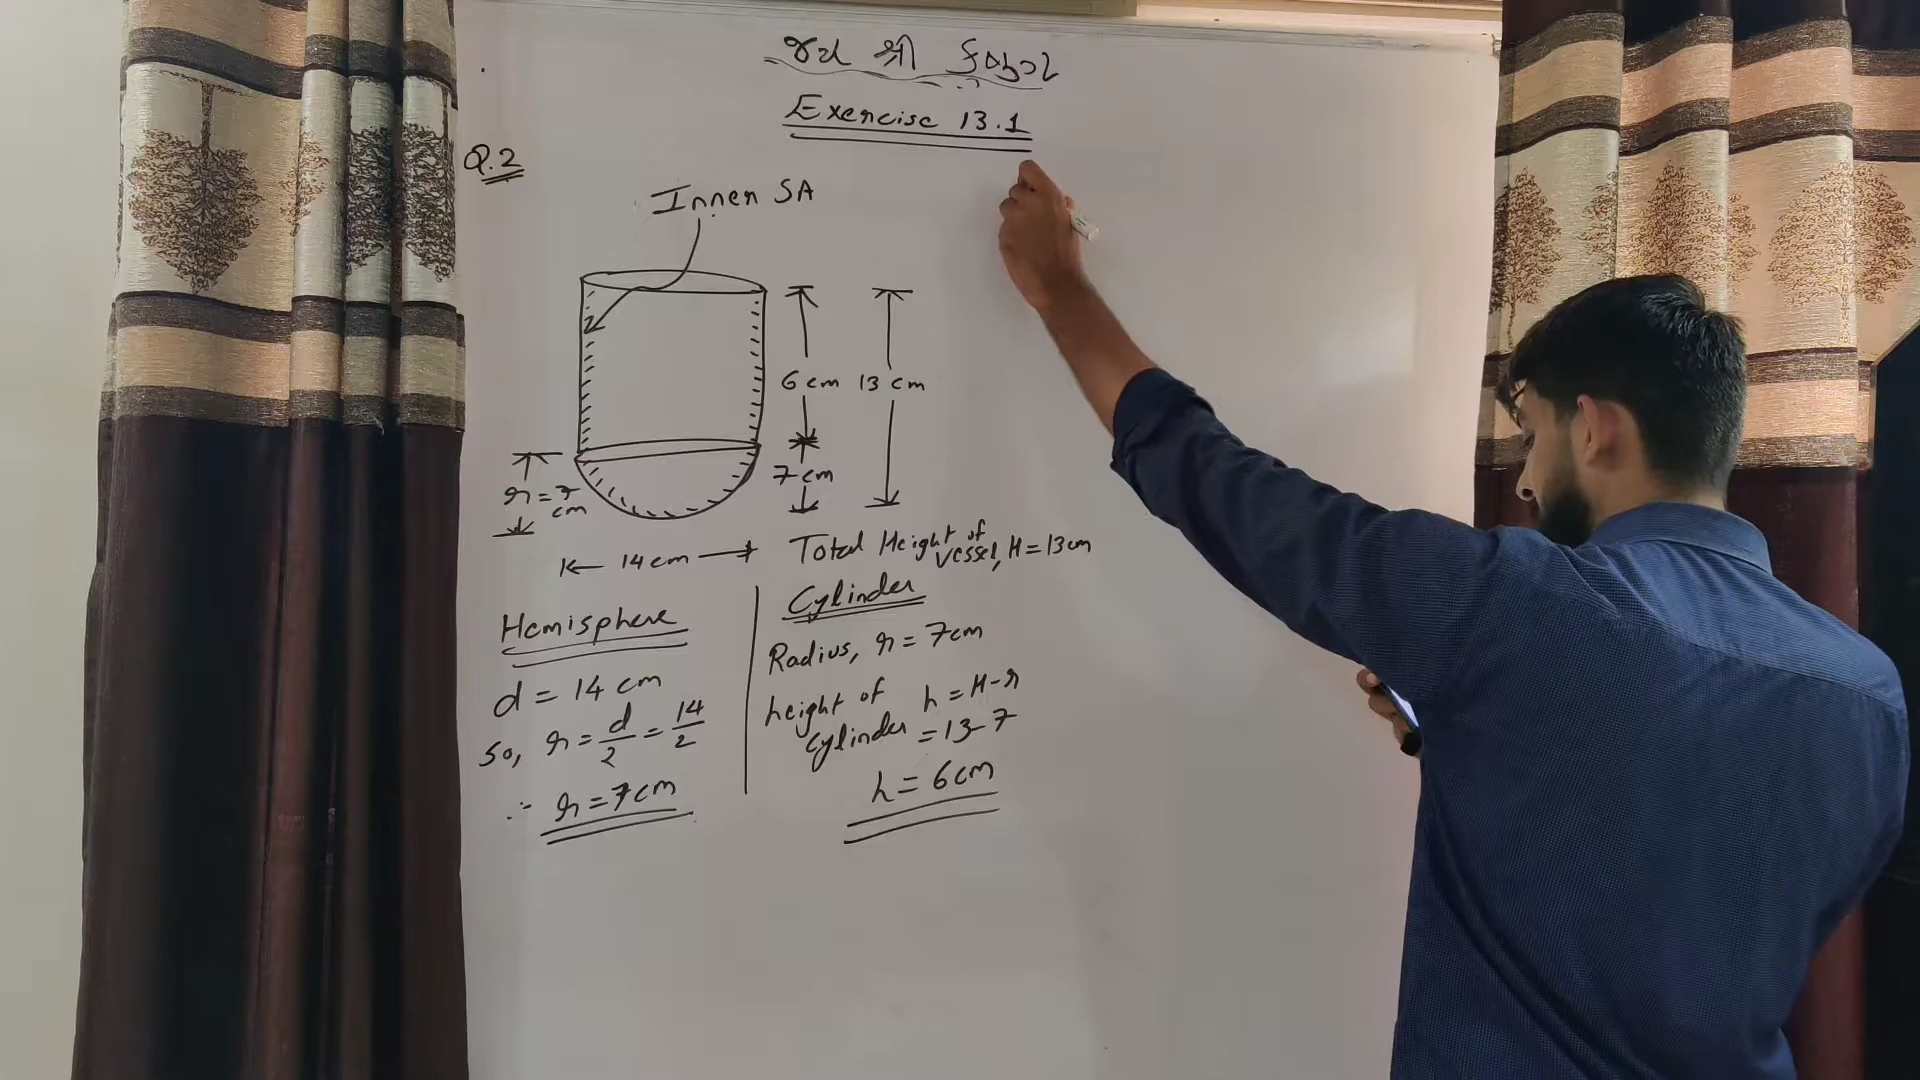 श्री
Exercise 13.1
Q.2
Inner SA
6 cm
13 cm
7 cm
r = 7 cm
14 cm
Total Height of vessel, H = 13 cm
Hemisphere
d = 14 cm
so, r = d/2 = 14/2
∴ r = 7 cm
Cylinder
Radius, r = 7 cm
height of cylinder h = H - r
= 13 - 7
h = 6 cm